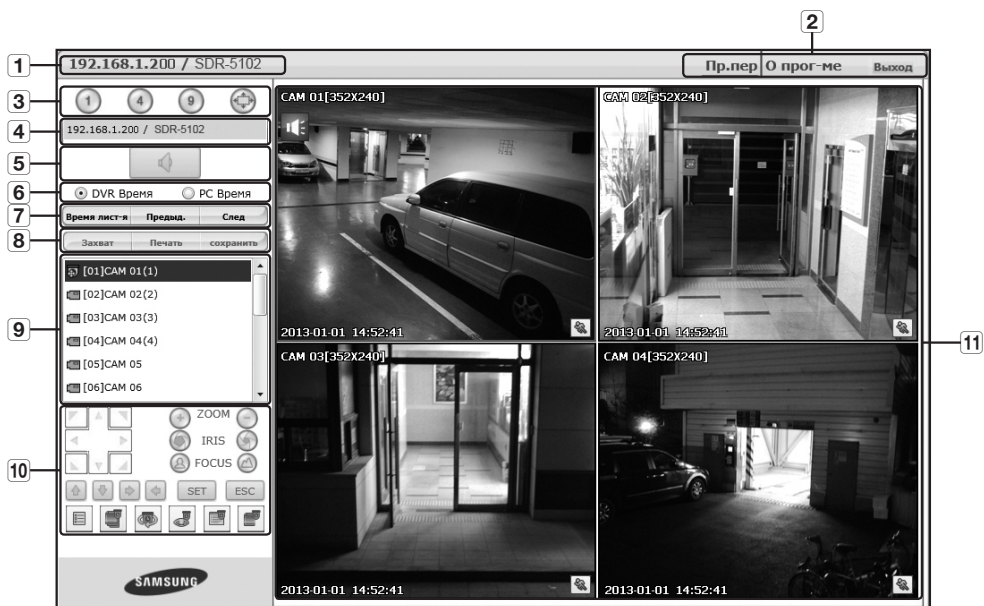 2
1
192.168.1.200 / SDR-5102
Пр.пер О прог-ме Выход
3
1 4 9
4
192.168.1.200 / SDR-5102
5
6
DVR Время PC Время
7
Время лист-я Предыд. След
8
Захват Печать сохранить
9
[01]CAM 01(1)
[02]CAM 02(2)
[03]CAM 03(3)
[04]CAM 04(4)
[05]CAM 05
[06]CAM 06
10
ZOOM
IRIS
FOCUS
SET ESC
SAMSUNG
CAM 01[352X240]
2013-01-01 14:52:41
CAM 02[352X240]
2013-01-01 14:52:41
CAM 03[352X240]
2013-01-01 14:52:41
CAM 04[352X240]
2013-01-01 14:52:41
11